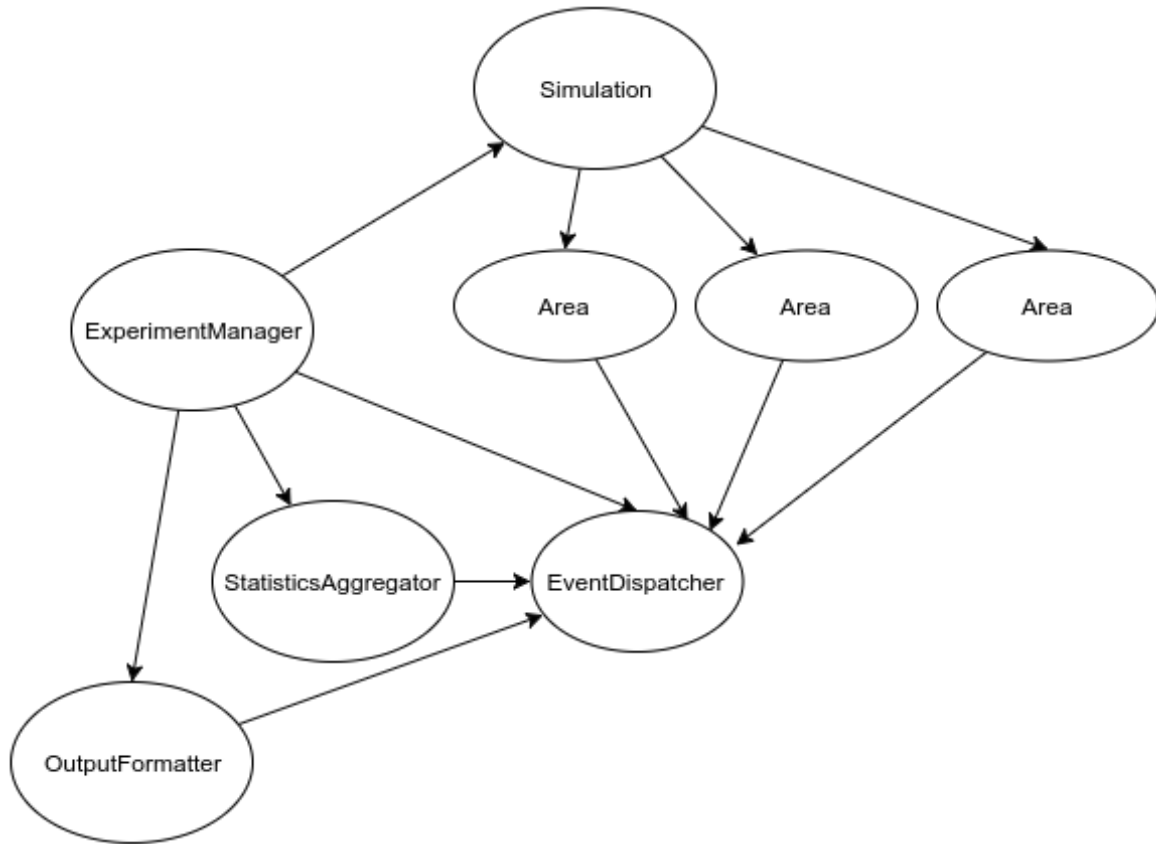 Simulation
Area
Area
Area
ExperimentManager
StatisticsAggregator
EventDispatcher
OutputFormatter